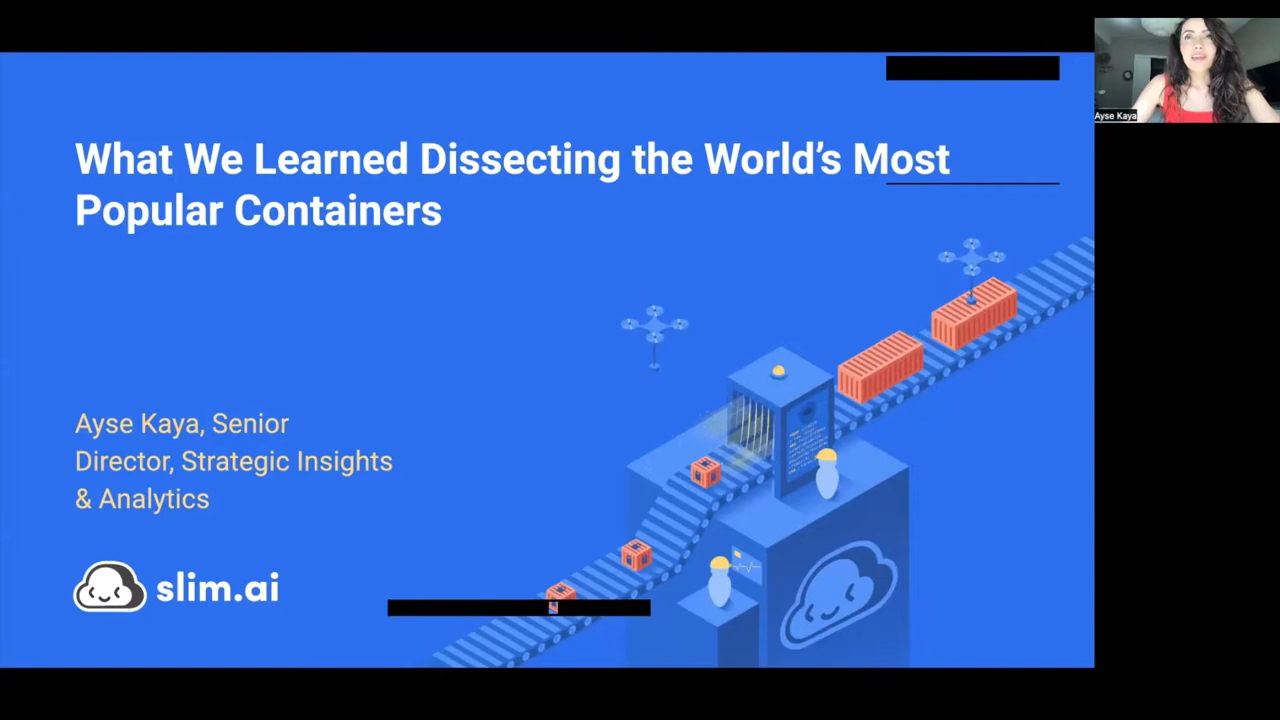 Ayse Kaya
What We Learned Dissecting the World’s Most
Popular Containers
Ayse Kaya, Senior
Director, Strategic Insights
& Analytics
slim.ai